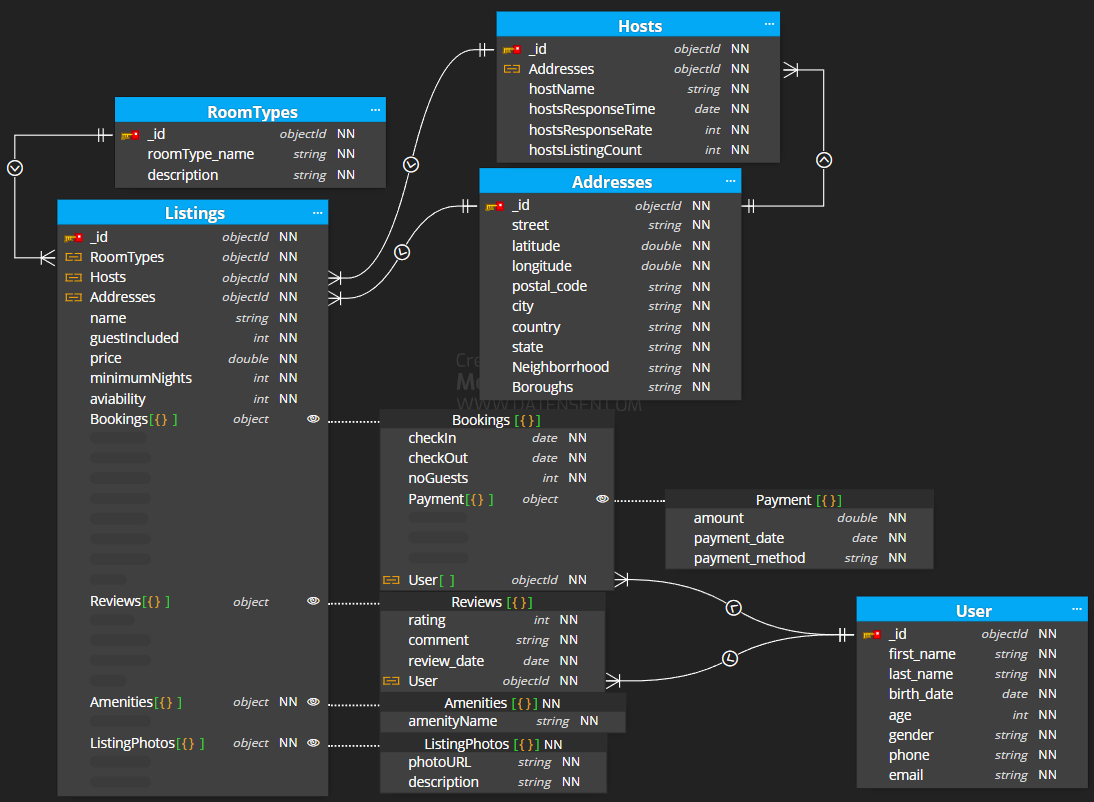 Hosts ...
_id objectId NN
Addresses objectId NN
hostName string NN
hostsResponseTime date NN
hostsResponseRate int NN
hostsListingCount int NN
RoomTypes ...
_id objectId NN
roomType_name string NN
description string NN
Addresses ...
_id objectId NN
street string NN
latitude double NN
longitude double NN
postal_code string NN
city string NN
country string NN
state string NN
Neighborrhood string NN
Boroughs string NN
Listings ...
_id objectId NN
RoomTypes objectId NN
Hosts objectId NN
Addresses objectId NN
name string NN
guestIncluded int NN
price double NN
minimumNights int NN
aviability int NN
Bookings[{} ] object
Reviews[{} ] object
Amenities[{} ] object NN
ListingPhotos[{} ] object NN
Bookings [{}]
checkIn date NN
checkOut date NN
noGuests int NN
Payment[{} ] object
User[ ] objectId NN
Payment [{}]
amount double NN
payment_date date NN
payment_method string NN
Reviews [{}]
rating int NN
comment string NN
review_date date NN
User objectId NN
Amenities [{}] NN
amenityName string NN
ListingPhotos [{}] NN
photoURL string NN
description string NN
User ...
_id objectId NN
first_name string NN
last_name string NN
birth_date date NN
age int NN
gender string NN
phone string NN
email string NN